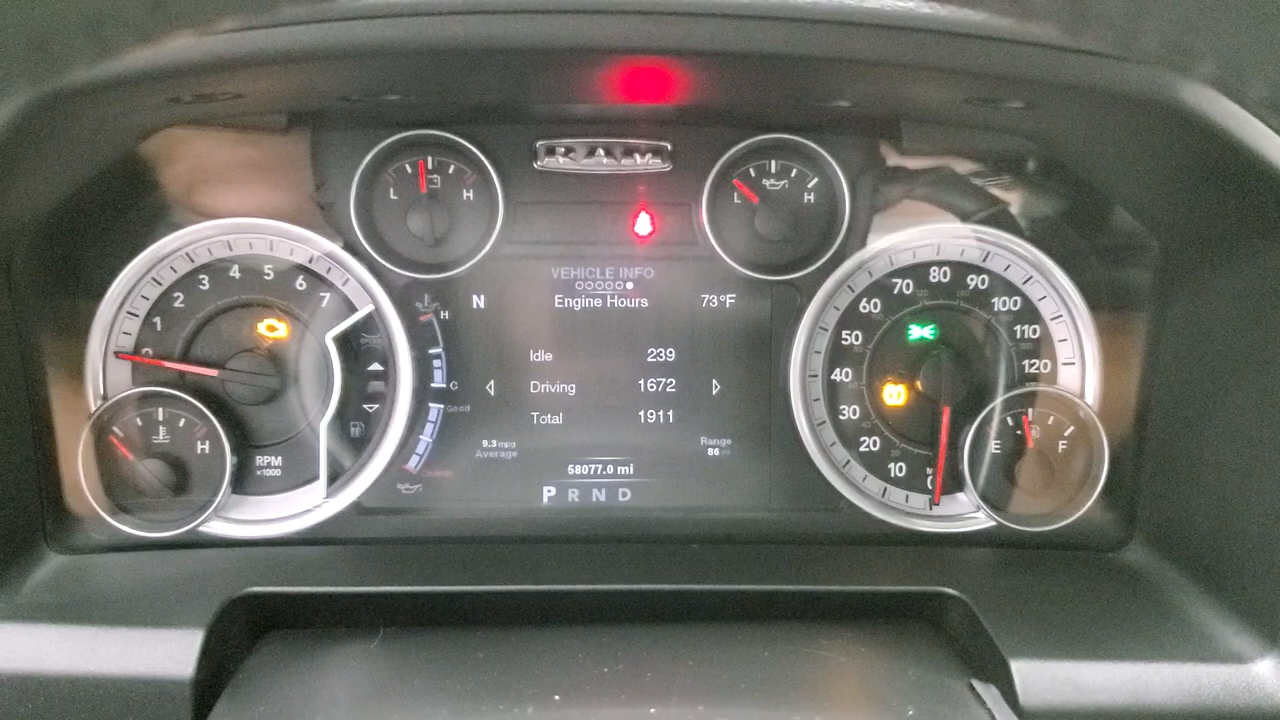 RAM
L H
L H
VEHICLE INFO
N Engine Hours 73°F
Idle 239
Driving 1672
Total 1911
9.3 mpg
Average
Range
86
58077.0 mi
P R N D
1 2 3 4 5 6 7
RPM
x1000
H
H
C
Good
10 20 30 40 50 60 70 80 90 100 110 120
E F